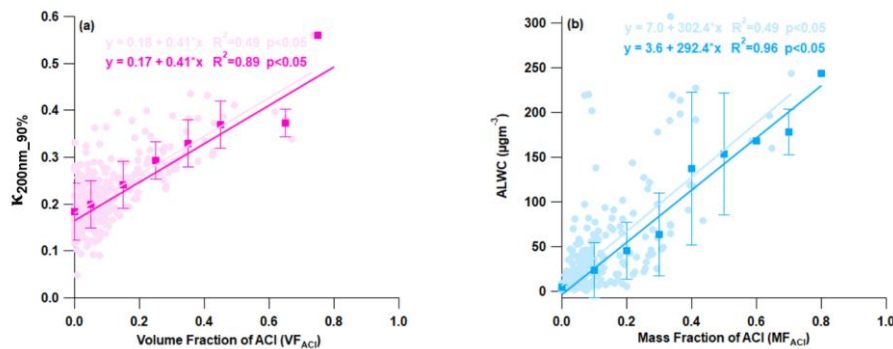 (a)
y = 0.18 + 0.41*x R²=0.49 p<0.05
y = 0.17 + 0.41*x R²=0.89 p<0.05
0.6
0.5
0.4
0.3
0.2
0.1
0.0
K200nm_90%
0.0 0.2 0.4 0.6 0.8 1.0
Volume Fraction of ACI (VFACI)
(b)
y = 7.0 + 302.4*x R²=0.49 p<0.05
y = 3.6 + 292.4*x R²=0.96 p<0.05
300
250
200
150
100
50
0
ALWC (µgm⁻³)
0.0 0.2 0.4 0.6 0.8 1.0
Mass Fraction of ACI (MFACI)